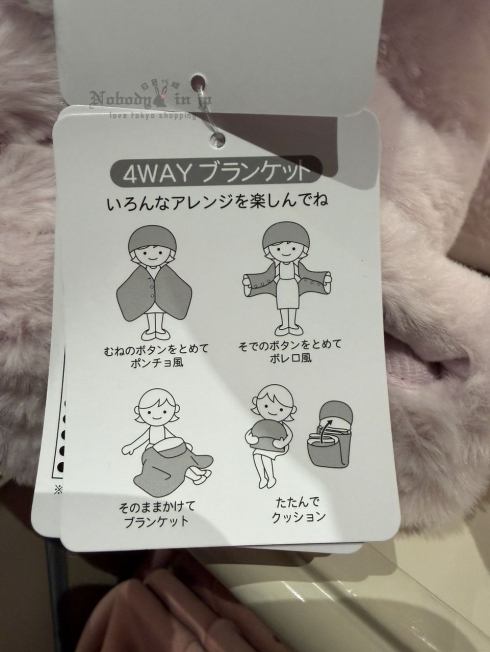 Nobody in jp
love tokyo shopping
4WAY ブランケット
いろんなアレンジを楽しんでね
むねのボタンをとめて
ポンチョ風
そでのボタンをとめて
ボレロ風
そのままかけて
ブランケット
たたんで
クッション
※